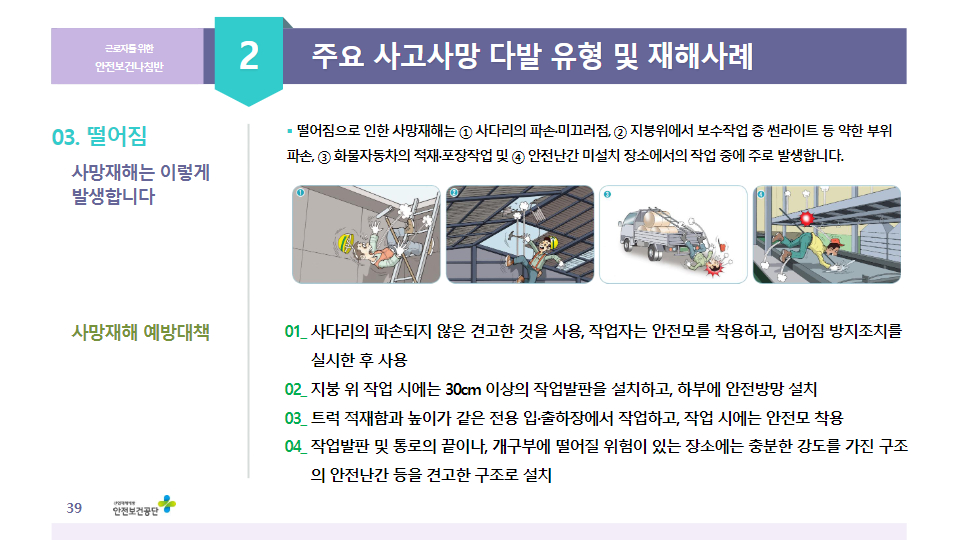 근로자를 위한
안전보건나침반
2
주요 사고사망 다발 유형 및 재해사례
03. 떨어짐
사망재해는 이렇게
발생합니다
떨어짐으로 인한 사망재해는 ① 사다리의 파손·미끄러짐, ② 지붕위에서 보수작업 중 썬라이트 등 약한 부위
파손, ③ 화물자동차의 적재·포장작업 및 ④ 안전난간 미설치 장소에서의 작업 중에 주로 발생합니다.
1
2
3
4
사망재해 예방대책
01_ 사다리의 파손되지 않은 견고한 것을 사용, 작업자는 안전모를 착용하고, 넘어짐 방지조치를
실시한 후 사용
02_ 지붕 위 작업 시에는 30cm 이상의 작업발판을 설치하고, 하부에 안전방망 설치
03_ 트럭 적재함과 높이가 같은 전용 입·출하장에서 작업하고, 작업 시에는 안전모 착용
04_ 작업발판 및 통로의 끝이나, 개구부에 떨어질 위험이 있는 장소에는 충분한 강도를 가진 구조
의 안전난간 등을 견고한 구조로 설치
39
산업재해예방
안전보건공단